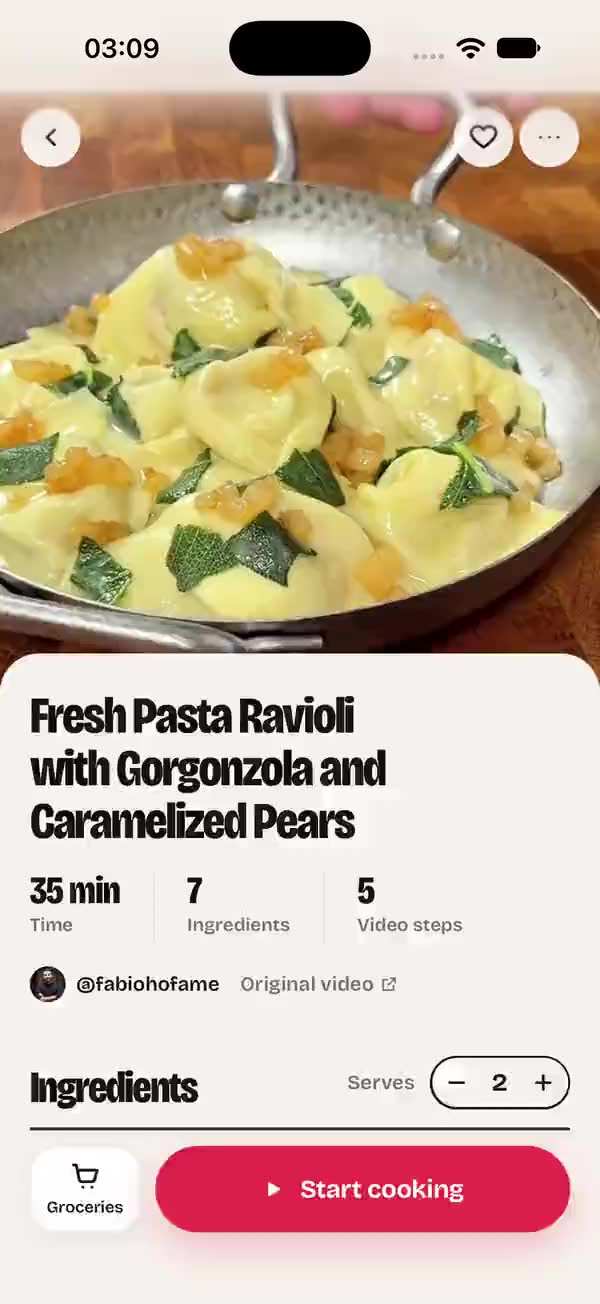 03:09
Fresh Pasta Ravioli
with Gorgonzola and
Caramelized Pears
35 min
Time
7
Ingredients
5
Video steps
@fabiohofame Original video
Ingredients
Serves
2
Groceries
Start cooking